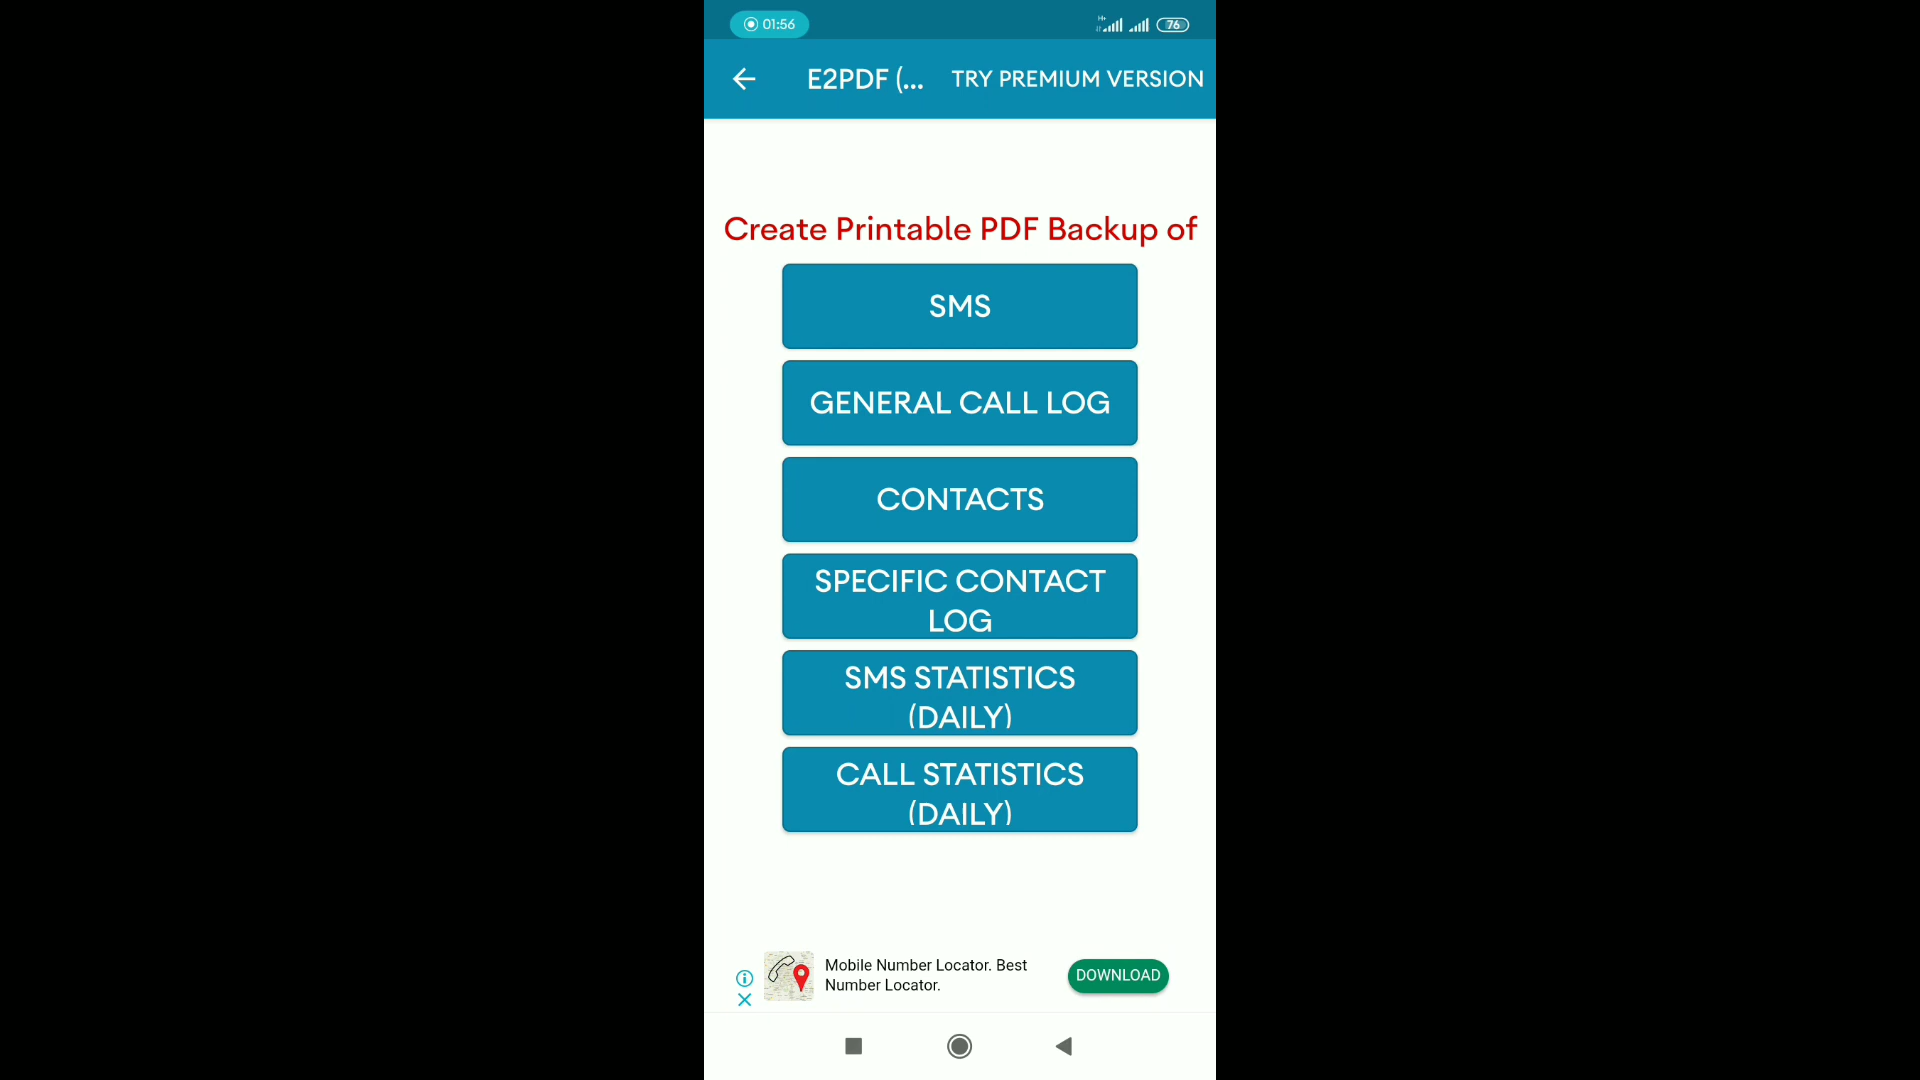 01:56
H+
76
E2PDF (...
TRY PREMIUM VERSION
Create Printable PDF Backup of
SMS
GENERAL CALL LOG
CONTACTS
SPECIFIC CONTACT
LOG
SMS STATISTICS
(DAILY)
CALL STATISTICS
(DAILY)
Mobile Number Locator. Best
Number Locator.
DOWNLOAD